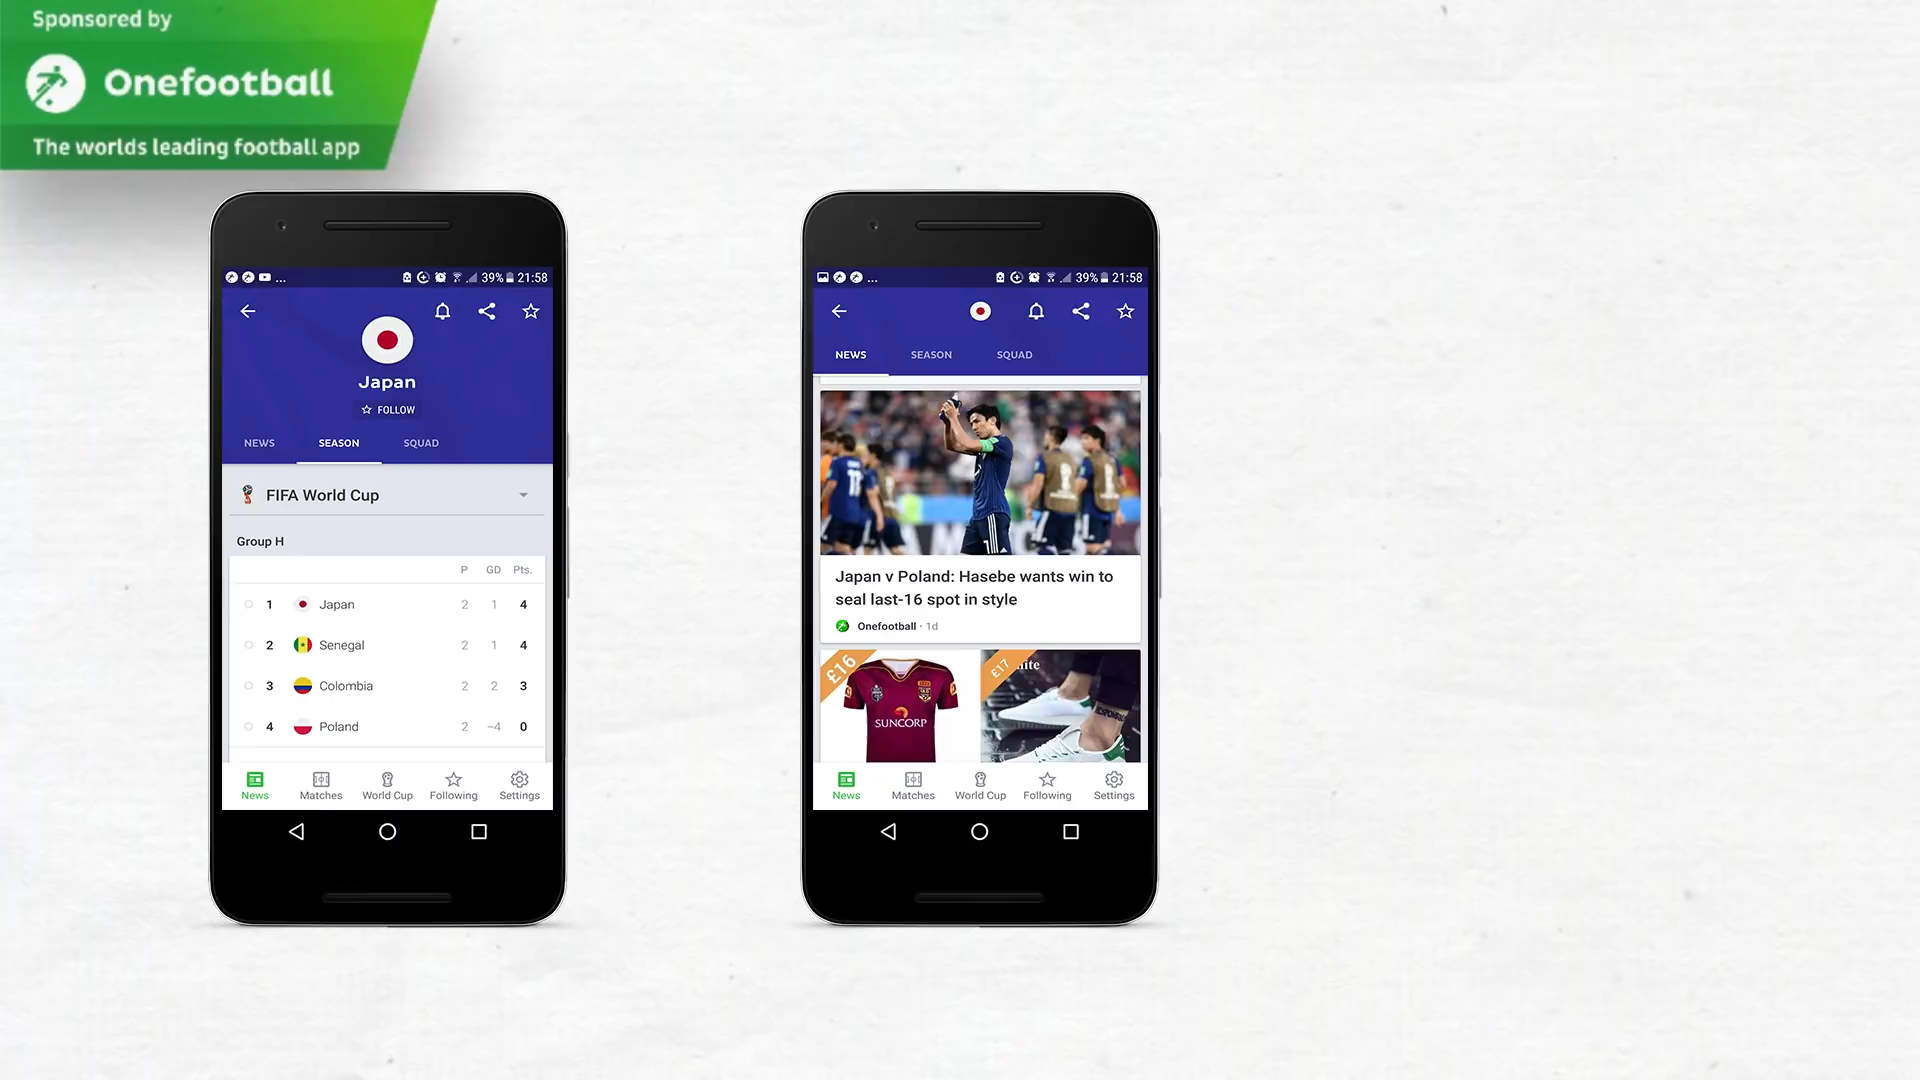 Sponsored by
Onefootball
The worlds leading football app
... 39% 21:58
Japan
FOLLOW
NEWS SEASON SQUAD
FIFA World Cup
Group H
P GD Pts.
1 Japan 2 1 4
2 Senegal 2 1 4
3 Colombia 2 2 3
4 Poland 2 −4 0
News Matches World Cup Following Settings
... 39% 21:58
NEWS SEASON SQUAD
11
1
Japan v Poland: Hasebe wants win to
seal last-16 spot in style
Onefootball · 1d
£16
SUNCORP
£17
News Matches World Cup Following Settings